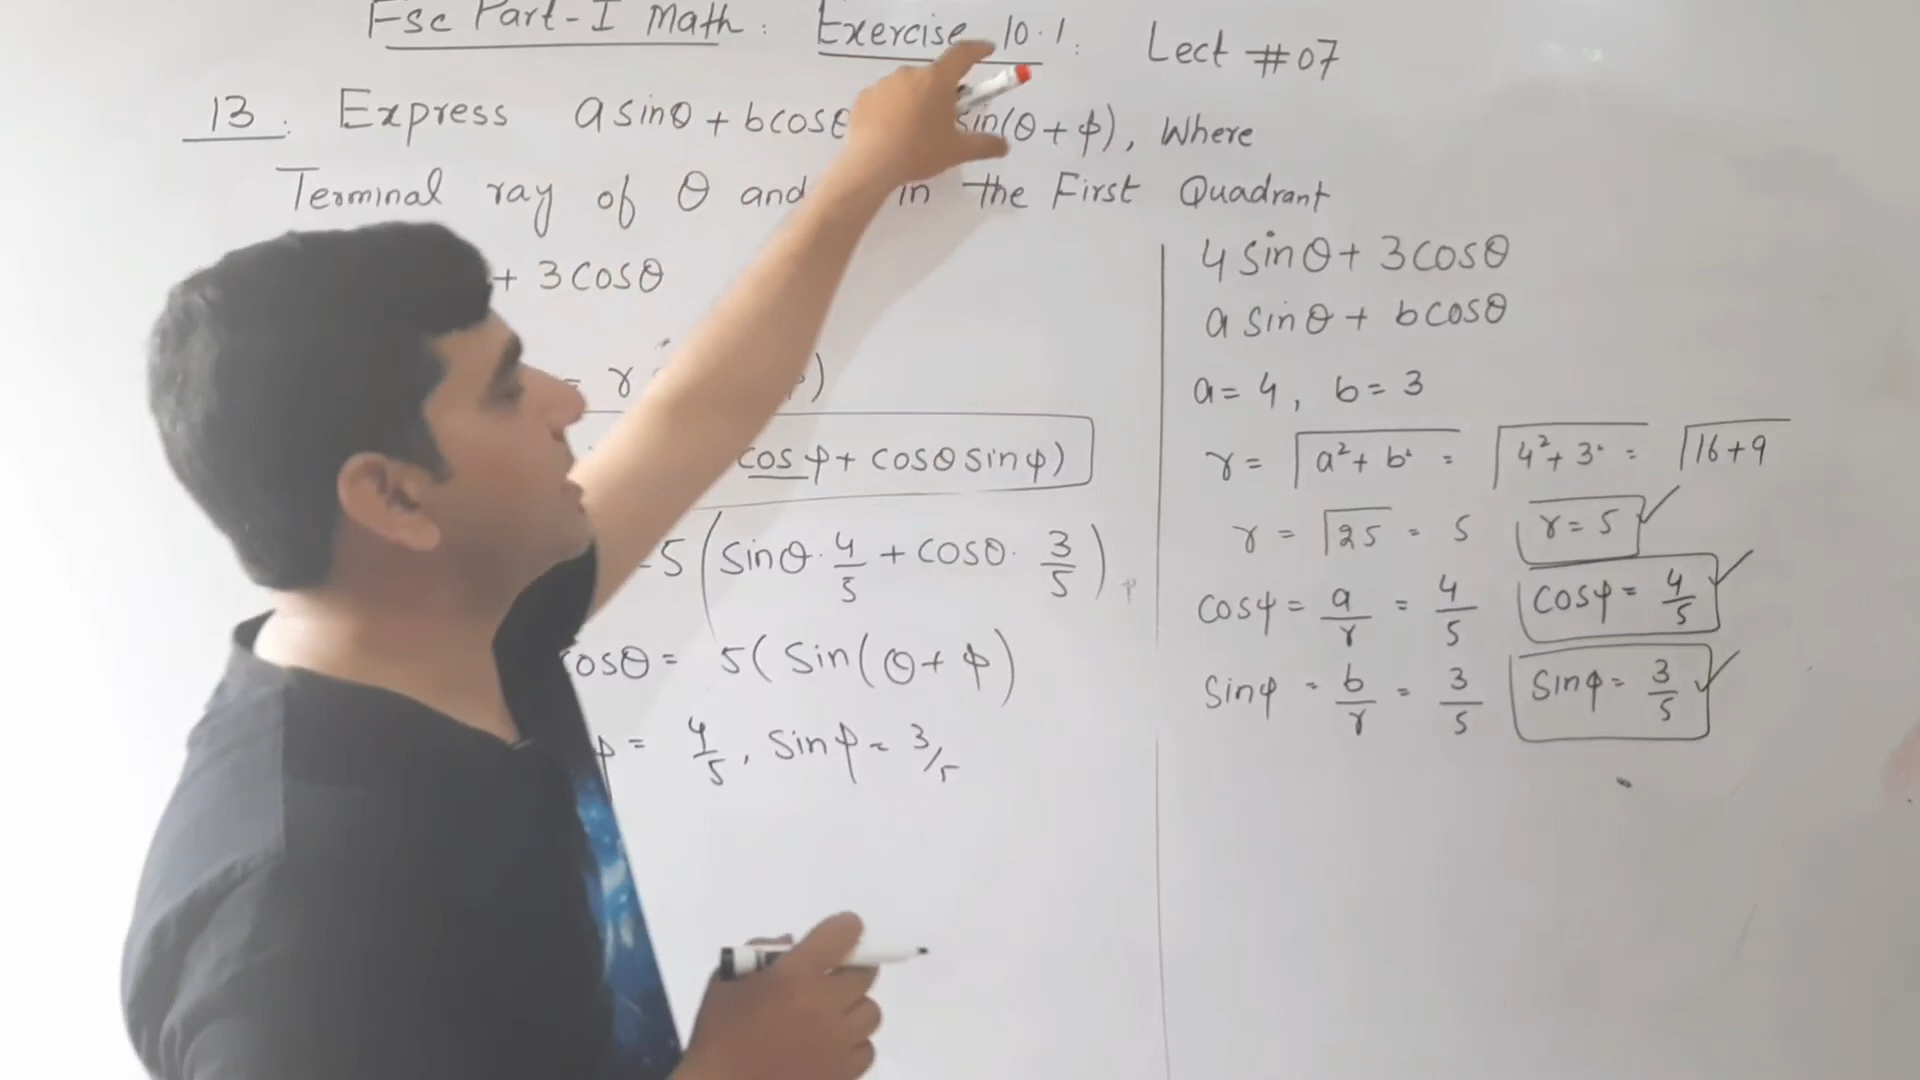 Fsc Part-I Math: Exercise 10.1: Lect #07
13: Express a sinθ + b cosθ sin(θ+φ), Where
Terminal ray of θ and in the First Quadrant
+ 3cosθ
= r )
cosφ + cosθ sinφ)
= 5(sinθ·4/5 + cosθ·3/5)
cosθ = 5(Sin(θ+φ)
φ = 4/5, Sinφ = 3/5
4 sinθ + 3cosθ
a sinθ + b cosθ
a = 4, b = 3
r = √a²+b² = √4²+3² = √16+9
r = √25 = 5 r = 5
Cosφ = a/r = 4/5 Cosφ = 4/5
Sinφ = b/r = 3/5 Sinφ = 3/5